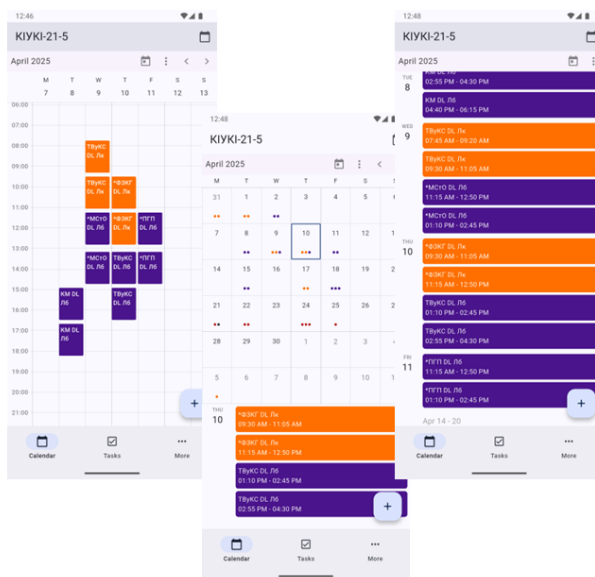 12:46
КІУКІ-21-5
April 2025
M T W T F S S
7 8 9 10 11 12 13
06:00
07:00
08:00
09:00
10:00
11:00
12:00
13:00
14:00
15:00
16:00
17:00
18:00
19:00
20:00
21:00
ТВуКС
DL Лк
ТВуКС
DL Лк
*ФЗКГ
DL Лк
*МСтО
DL Лб
*ФЗКГ
DL Лк
*ПГП
DL Лб
*МСтО
DL Лб
ТВуКС
DL Лб
*ПГП
DL Лб
КМ DL
Лб
ТВуКС
DL Лб
КМ DL
Лб
+
Calendar Tasks More
12:48
КІУКІ-21-5
April 2025
M T W T F S
31 1 2 3 4 5
7 8 9 10 11 12
14 15 16 17 18 19
21 22 23 24 25 26
28 29 30 1 2 3
5 6 7 8 9 10
THU
10
*ФЗКГ DL Лк
09:30 AM - 11:05 AM
*ФЗКГ DL Лк
11:15 AM - 12:50 PM
ТВуКС DL Лб
01:10 PM - 02:45 PM
ТВуКС DL Лб
02:55 PM - 04:30 PM
+
Calendar Tasks More
12:48
КІУКІ-21-5
April 2025
TUE
8
КМ DL Лб
02:55 PM - 04:30 PM
КМ DL Лб
04:40 PM - 06:15 PM
WED
9
ТВуКС DL Лк
07:45 AM - 09:20 AM
ТВуКС DL Лк
09:30 AM - 11:05 AM
*МСтО DL Лб
11:15 AM - 12:50 PM
*МСтО DL Лб
01:10 PM - 02:45 PM
THU
10
*ФЗКГ DL Лк
09:30 AM - 11:05 AM
*ФЗКГ DL Лк
11:15 AM - 12:50 PM
ТВуКС DL Лб
01:10 PM - 02:45 PM
ТВуКС DL Лб
02:55 PM - 04:30 PM
FRI
11
*ПГП DL Лб
11:15 AM - 12:50 PM
*ПГП DL Лб
01:10 PM - 02:45 PM
Apr 14 - 20
+
Calendar Tasks More